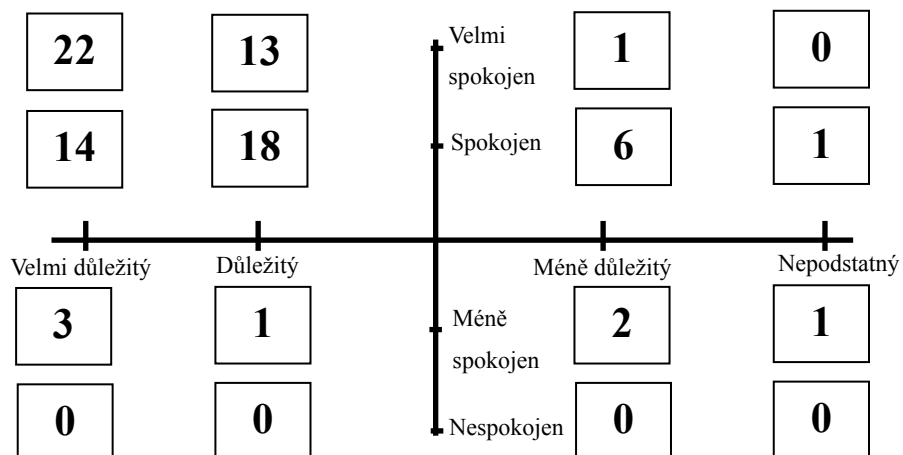 22 13 Velmi 1 0
spokojen
14 18 Spokojen 6 1
Velmi důležitý Důležitý Méně důležitý Nepodstatný
3 1 Méně 2 1
spokojen
0 0 Nespokojen 0 0